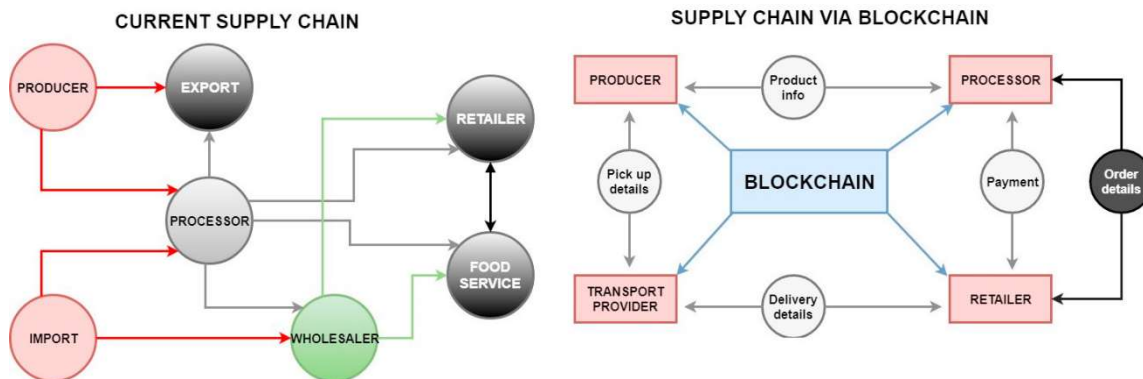 CURRENT SUPPLY CHAIN
PRODUCER
EXPORT
RETAILER
PROCESSOR
FOOD
SERVICE
IMPORT
WHOLESALER
SUPPLY CHAIN VIA BLOCKCHAIN
PRODUCER
Product
info
PROCESSOR
Pick up
details
BLOCKCHAIN
Payment
Order
details
TRANSPORT
PROVIDER
Delivery
details
RETAILER